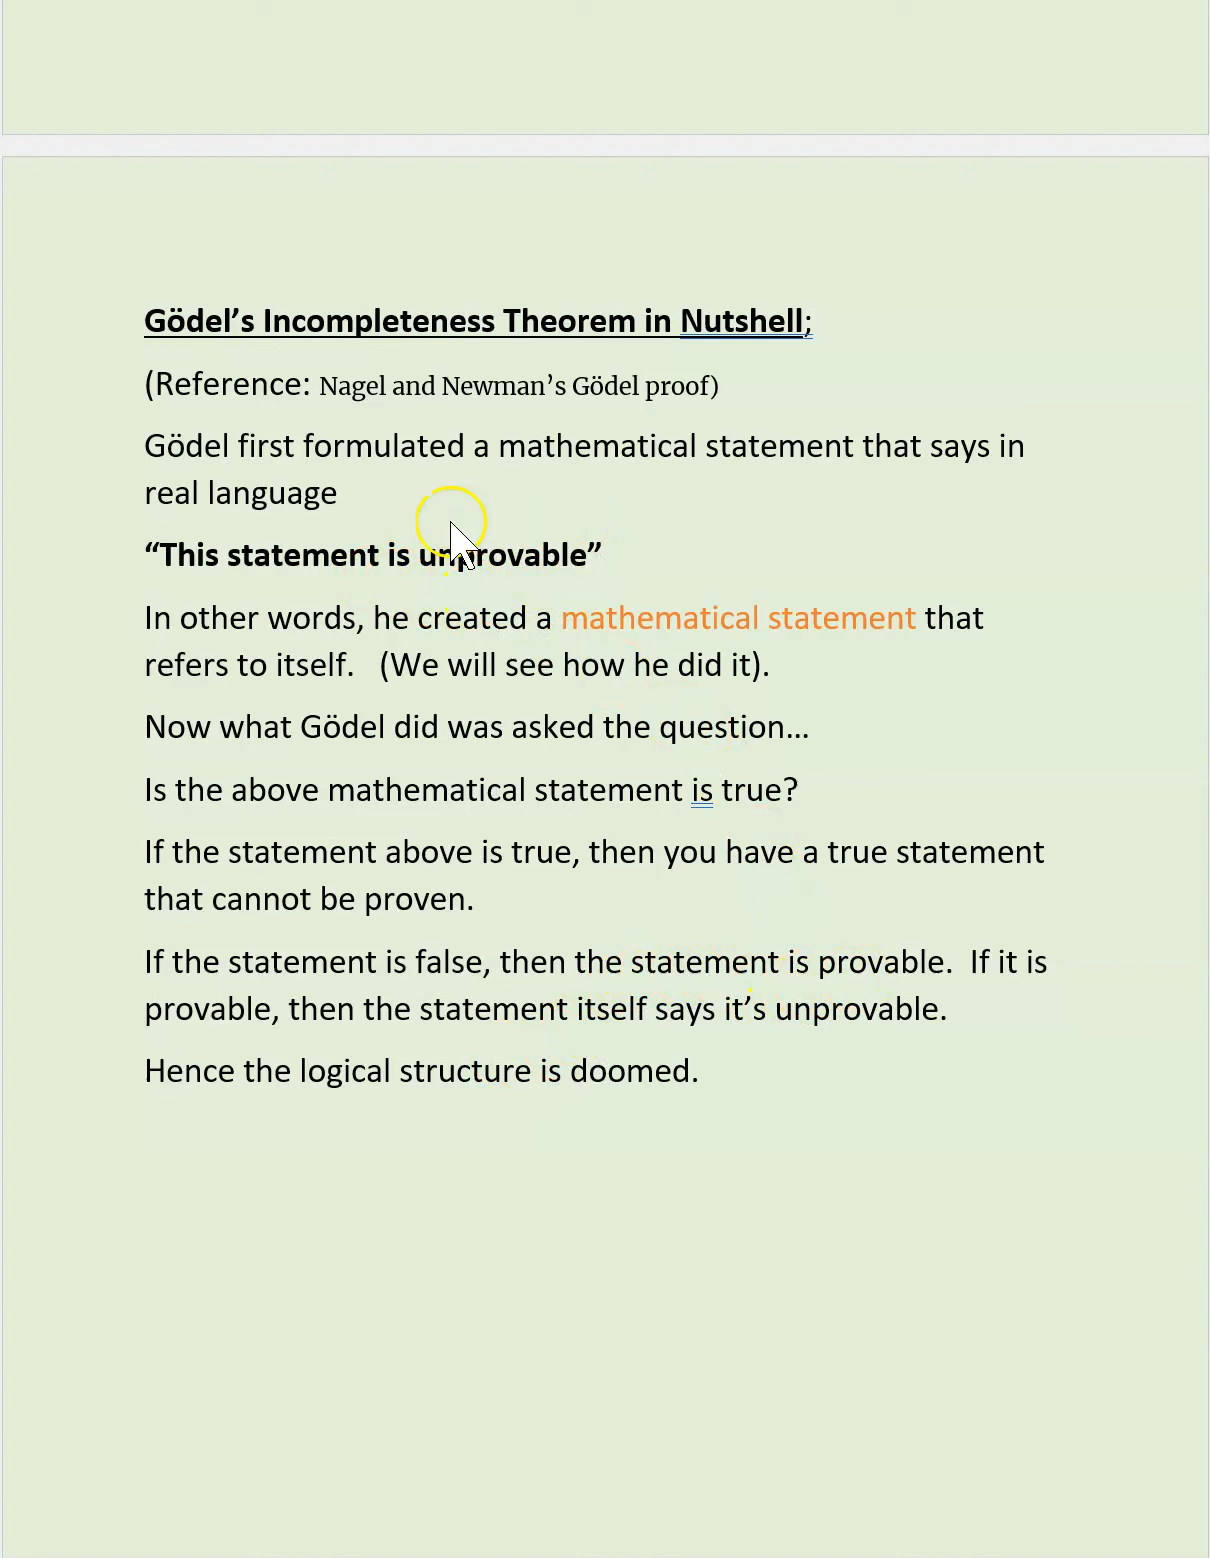 Gödel’s Incompleteness Theorem in Nutshell;
(Reference: Nagel and Newman’s Gödel proof)
Gödel first formulated a mathematical statement that says in
real language
“This statement is unprovable”
In other words, he created a mathematical statement that
refers to itself.   (We will see how he did it).
Now what Gödel did was asked the question...
Is the above mathematical statement is true?
If the statement above is true, then you have a true statement
that cannot be proven.
If the statement is false, then the statement is provable.  If it is
provable, then the statement itself says it’s unprovable.
Hence the logical structure is doomed.